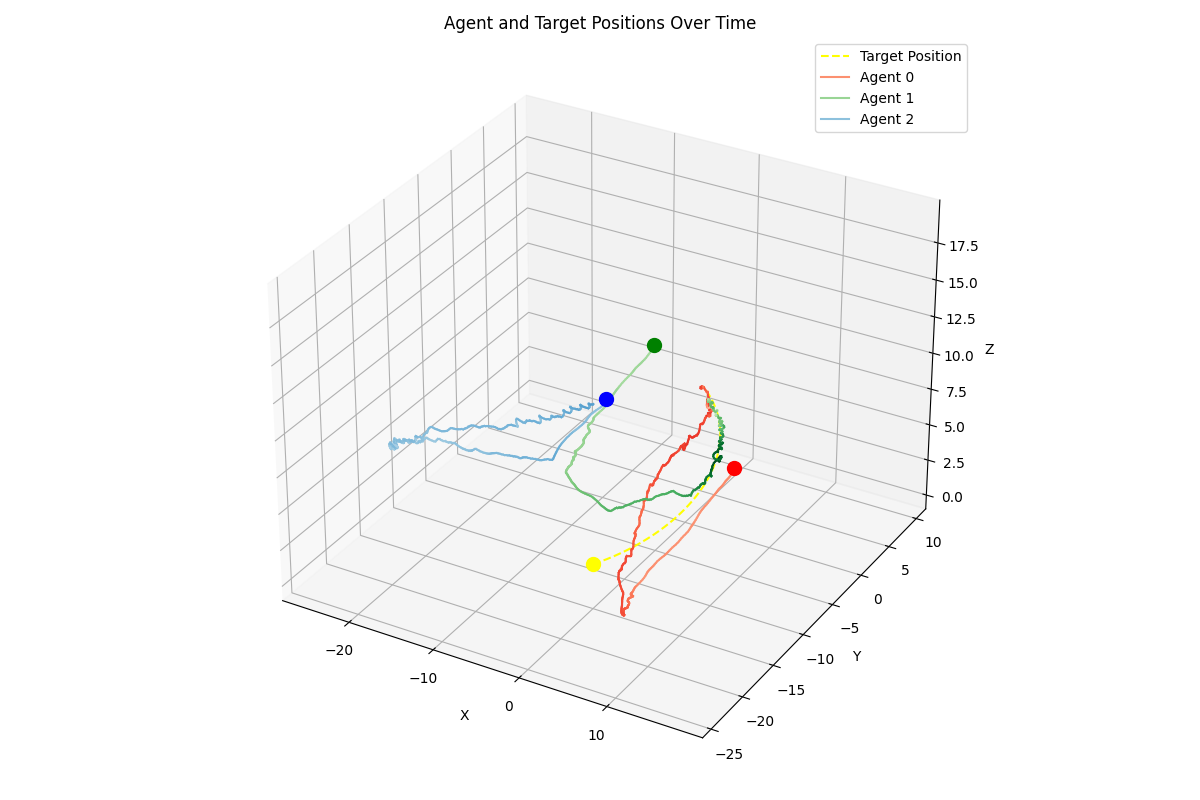 Agent and Target Positions Over Time
Target Position
Agent 0
Agent 1
Agent 2
17.5
15.0
12.5
Z
10.0
7.5
5.0
2.5
0.0
10
5
0
−5
−10
Y
−15
−20
−25
−20
−10
X
0
10